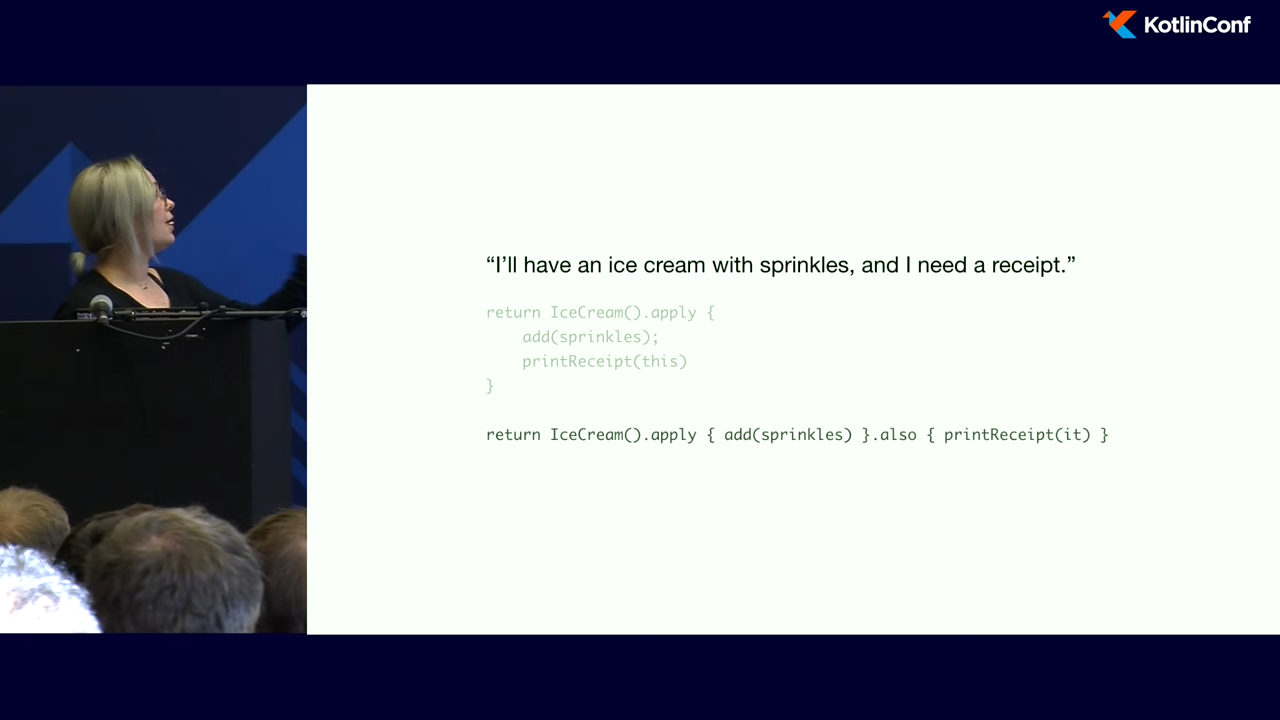 KotlinConf
“I’ll have an ice cream with sprinkles, and I need a receipt.”
return IceCream().apply {
    add(sprinkles);
    printReceipt(this)
}
return IceCream().apply { add(sprinkles) }.also { printReceipt(it) }